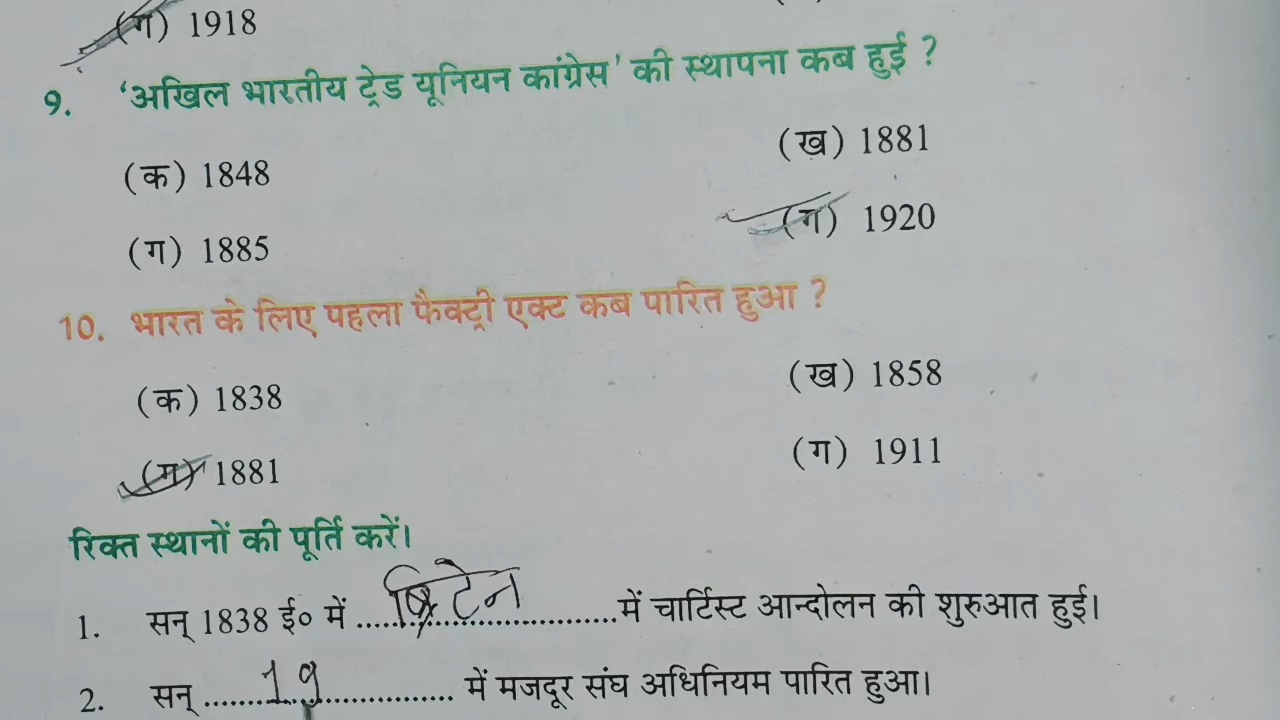 (ग) 1918
9. 'अखिल भारतीय ट्रेड यूनियन कांग्रेस' की स्थापना कब हुई ?
(क) 1848 (ख) 1881
(ग) 1885 (ग) 1920
10. भारत के लिए पहला फैक्ट्री एक्ट कब पारित हुआ ?
(क) 1838 (ख) 1858
(ग) 1881 (ग) 1911
रिक्त स्थानों की पूर्ति करें।
1. सन् 1838 ई० में ....ब्रिटेन....में चार्टिस्ट आन्दोलन की शुरुआत हुई।
2. सन् ....19.... में मजदूर संघ अधिनियम पारित हुआ।